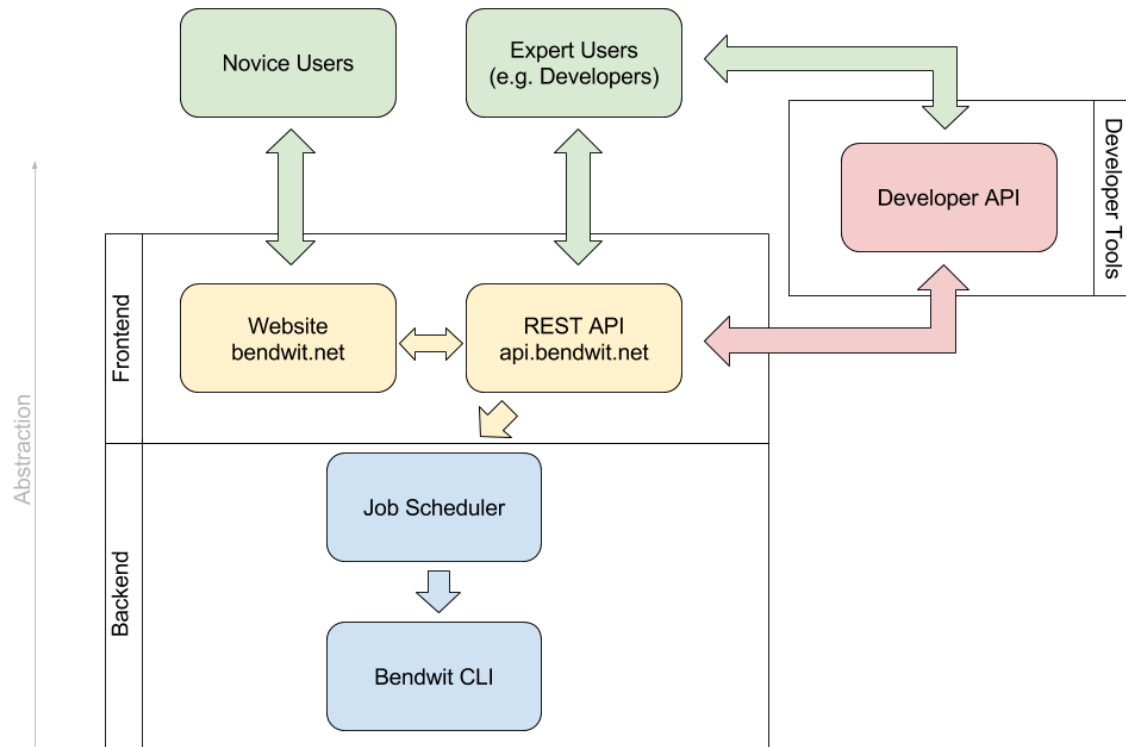 Novice Users
Expert Users
(e.g. Developers)
Developer API
Developer Tools
Frontend
Website
bendwit.net
REST API
api.bendwit.net
Abstraction
Backend
Job Scheduler
Bendwit CLI